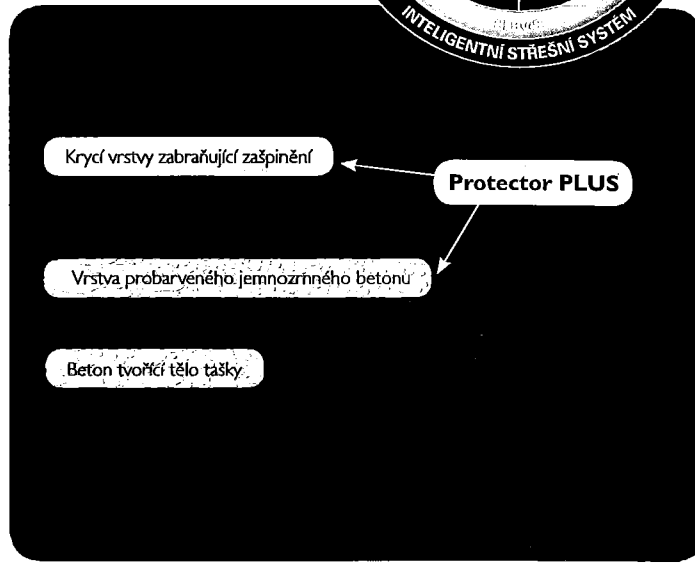 INTELIGENTNÍ STŘEŠNÍ SYSTÉM
Krycí vrstvy zabraňující zašpinění
Protector PLUS
Vrstva probarveného jemnozrnného betonu
Beton tvořící tělo tašky